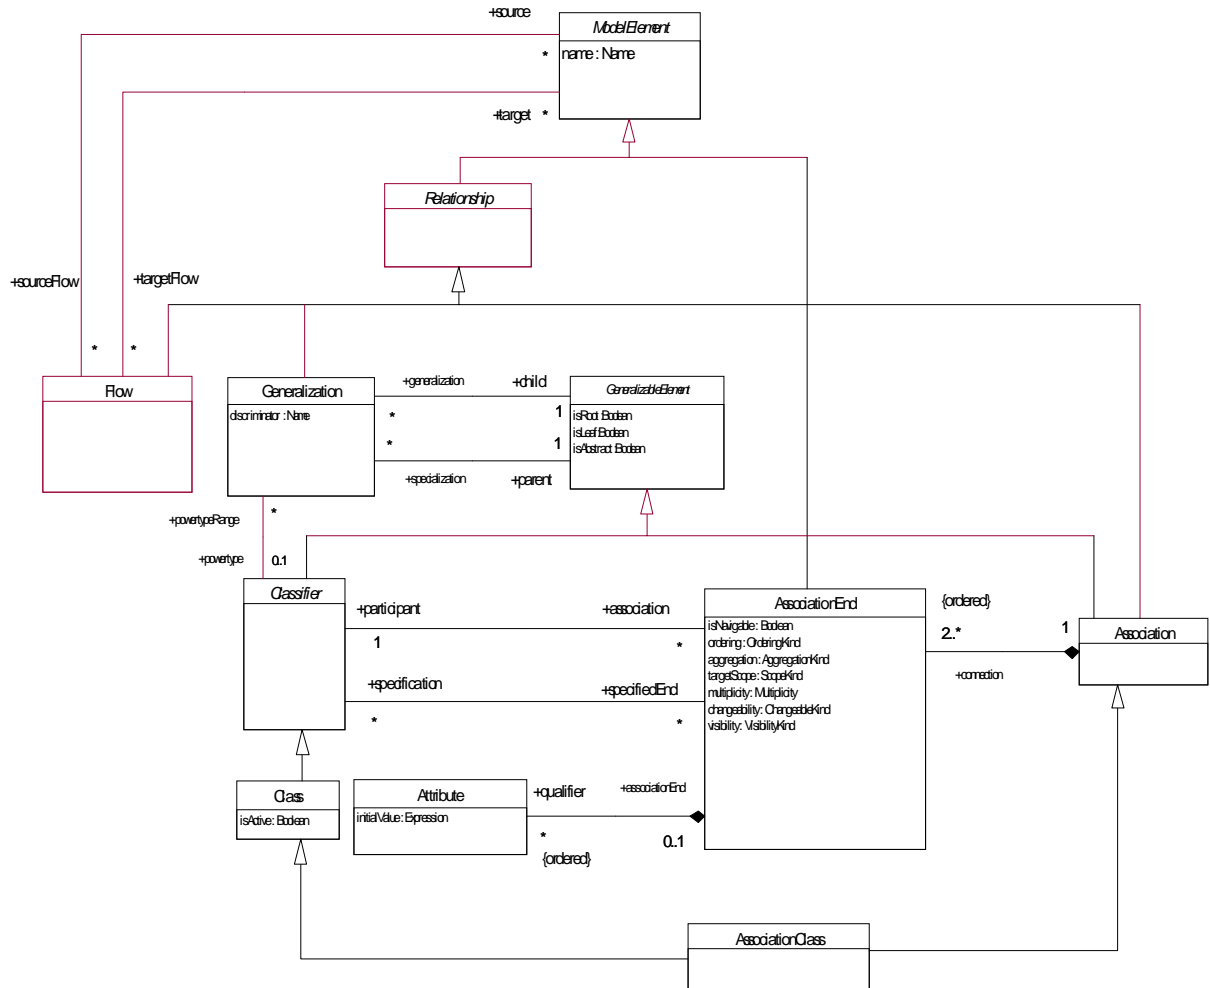 +source
ModelElement
*
name : Name
+target *
Relationship
+sourceFlow
+targetFlow
* *
Flow
Generalization
discriminator : Name
+generalization
+child
*
1
*
1
+specialization
+parent
GeneralizableElement
isRoot : Boolean
isLeaf : Boolean
isAbstract : Boolean
+powertypeRange
*
+powertype
0..1
Classifier
+participant
+association
1
*
+specification
+specifiedEnd
*
*
AssociationEnd
isNavigable : Boolean
ordering : OrderingKind
aggregation : AggregationKind
targetScope : ScopeKind
multiplicity : Multiplicity
changeability : ChangeableKind
visibility : VisibilityKind
{ordered}
2..*
1
+connection
Association
Class
isActive : Boolean
Attribute
initialValue : Expression
+qualifier
+associationEnd
*
0..1
{ordered}
AssociationClass